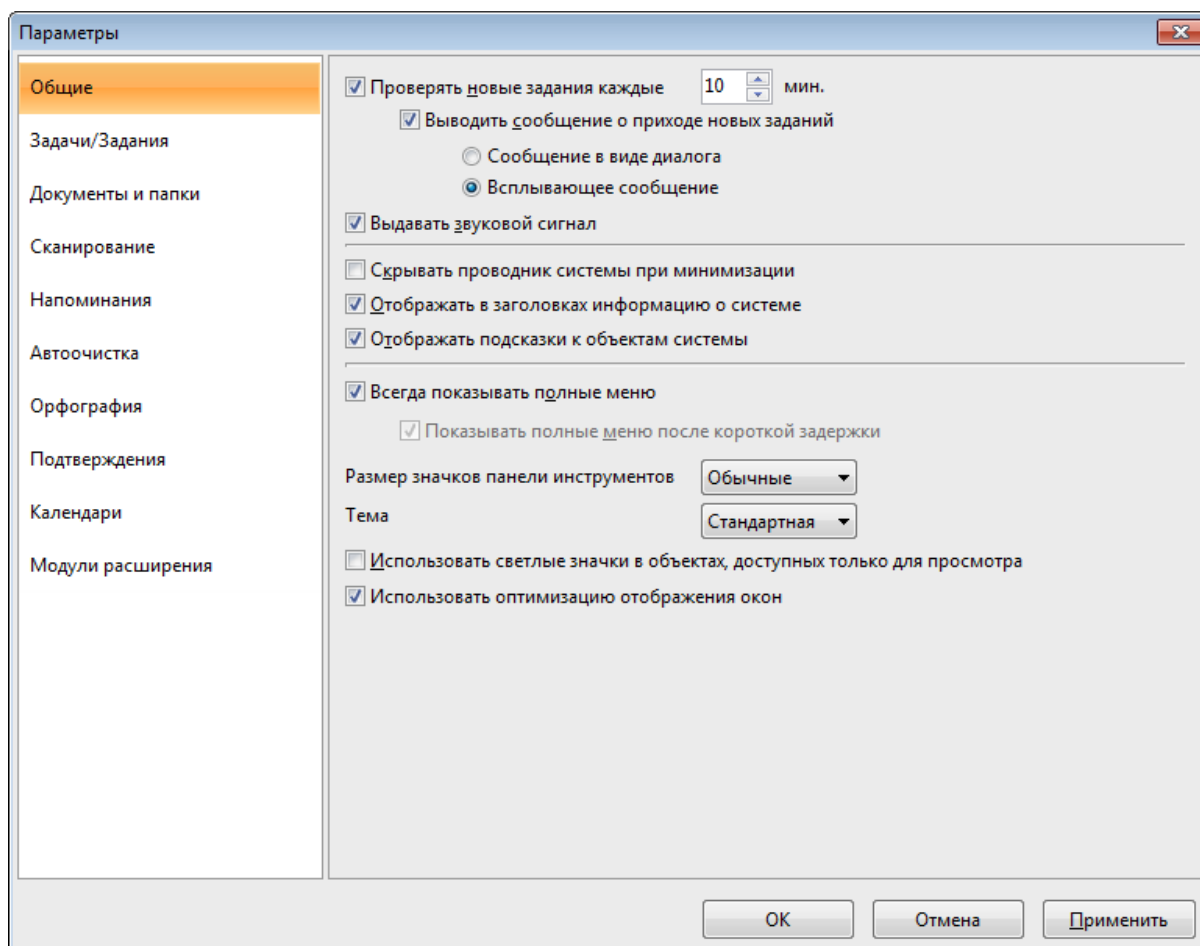 Параметры
Общие
Задачи/Задания
Документы и папки
Сканирование
Напоминания
Автоочистка
Орфография
Подтверждения
Календари
Модули расширения
Проверять новые задания каждые 10 мин.
Выводить сообщение о приходе новых заданий
Сообщение в виде диалога
Всплывающее сообщение
Выдавать звуковой сигнал
Скрывать проводник системы при минимизации
Отображать в заголовках информацию о системе
Отображать подсказки к объектам системы
Всегда показывать полные меню
Показывать полные меню после короткой задержки
Размер значков панели инструментов Обычные
Тема Стандартная
Использовать светлые значки в объектах, доступных только для просмотра
Использовать оптимизацию отображения окон
ОК Отмена Применить